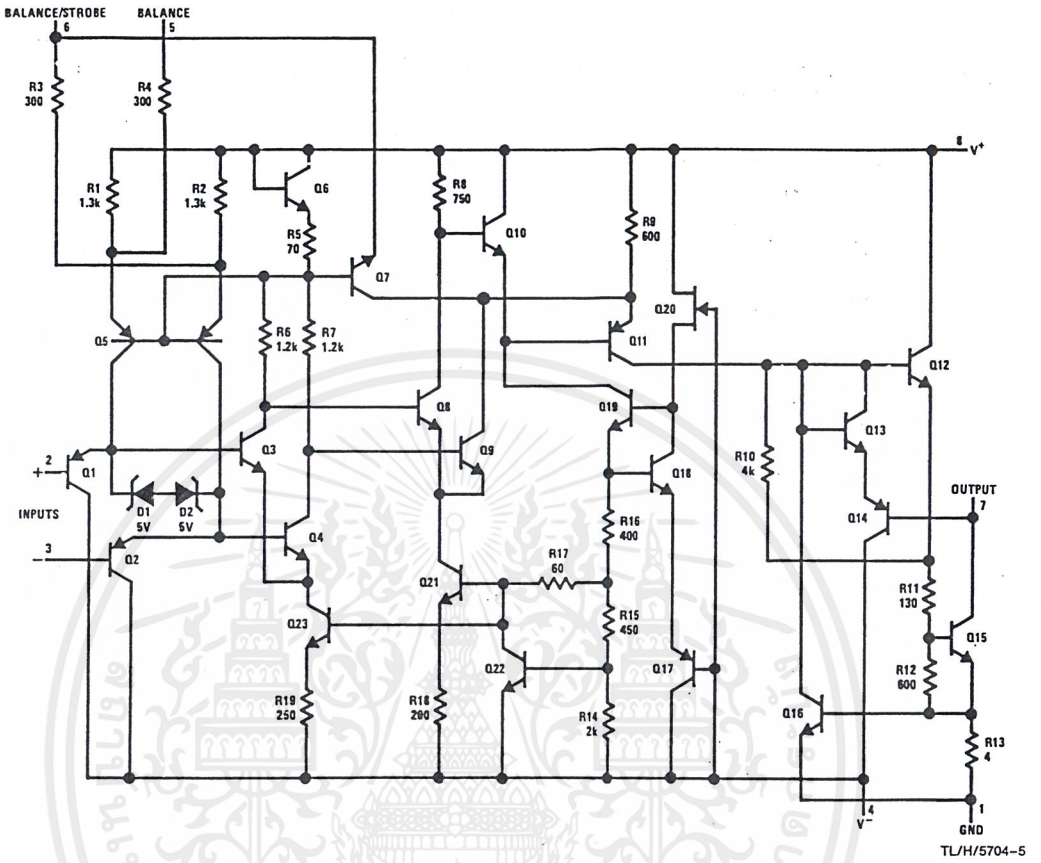 BALANCE/STROBE
6
BALANCE
5
R3
300
R4
300
8 V+
R1
1.3k
R2
1.3k
Q6
R5
70
R8
750
Q10
R9
600
Q7
Q20
Q5
R6
1.2k
R7
1.2k
Q11
Q12
Q8
Q19
2
+
Q1
Q3
Q9
Q18
R10
4k
Q13
D1
5V
D2
5V
INPUTS
Q14
OUTPUT
7
3
−
Q2
Q4
R16
400
R17
60
Q21
R11
130
Q23
R15
450
Q15
Q22
Q17
R12
600
R19
250
R18
200
R14
2k
Q16
R13
4
4
V−
1
GND
TL/H/5704–5